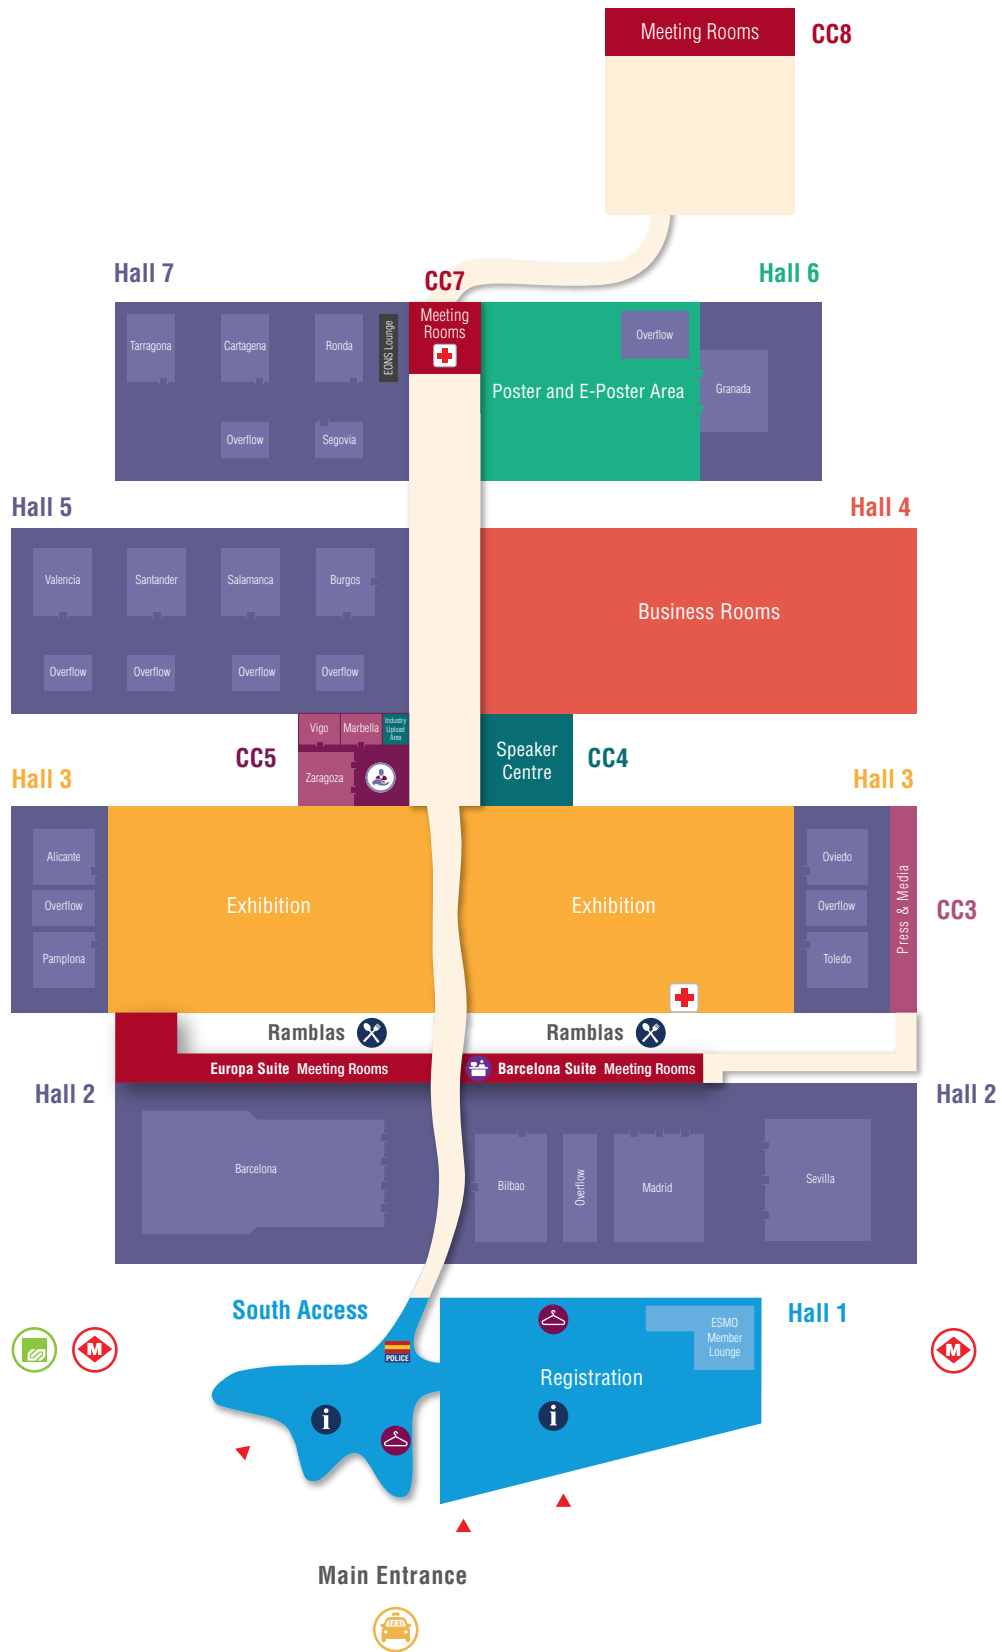 Meeting Rooms
CC8
Hall 7
CC7
Hall 6
Meeting
Rooms
Tarragona
Cartagena
Ronda
EONS Lounge
Overflow
Granada
Poster and E-Poster Area
Overflow
Segovia
Hall 5
Hall 4
Valencia
Santander
Salamanca
Burgos
Business Rooms
Overflow
Overflow
Overflow
Overflow
Vigo
Marbella
Industry
Upload
Area
CC5
Zaragoza
Speaker
Centre
CC4
Hall 3
Hall 3
Alicante
Overflow
Pamplona
Exhibition
Exhibition
Oviedo
Overflow
Toledo
Press & Media
CC3
Ramblas
Ramblas
Europa Suite Meeting Rooms
Barcelona Suite Meeting Rooms
Hall 2
Hall 2
Barcelona
Bilbao
Overflow
Madrid
Sevilla
South Access
Hall 1
ESMO
Member
Lounge
M
M
POLICE
Registration
i
i
Main Entrance
TAXI